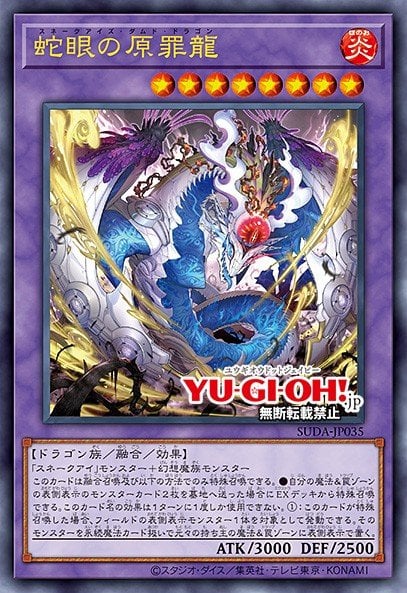 スネークアイズ・ダムド・ドラゴン
蛇眼の原罪龍
ほのお
炎
ユウギオウドットジェイピー
YU-GI-OH!.jp
無断転載禁止
SUDA-JP035
【ドラゴン族／融合／効果】
「スネークアイ」モンスター＋幻想魔族モンスター
このカードは融合召喚及び以下の方法でのみ特殊召喚できる。●自分の魔法＆罠ゾーン
の表側表示のモンスターカード２枚を墓地へ送った場合にEXデッキから特殊召
喚できる。このカード名の効果は１ターンに１度しか使用できない。①：このカードが特殊
召喚した場合、フィールドの表側表示モンスター１体を対象として発動できる。その
モンスターを永続魔法カード扱いで元々の持ち主の魔法＆罠ゾーンに表側表示で置く。
ATK/3000 DEF/2500
©スタジオ・ダイス／集英社・テレビ東京・KONAMI